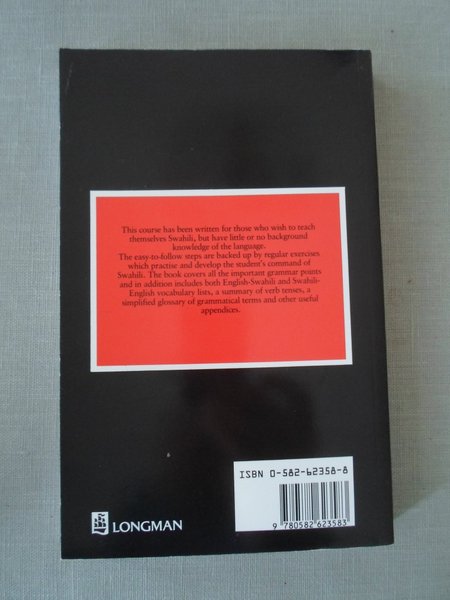 This course has been written for those who wish to teach
themselves Swahili, but have little or no background
knowledge of the language.
The easy-to-follow steps are backed up by regular exercises
which practise and develop the student's command of
Swahili. The book covers all the important grammar points
and in addition includes both English-Swahili and Swahili-
English vocabulary lists, a summary of verb tenses, a
simplified glossary of grammatical terms and other useful
appendices.
ISBN 0-582-62358-8
9 780582 623583
LONGMAN